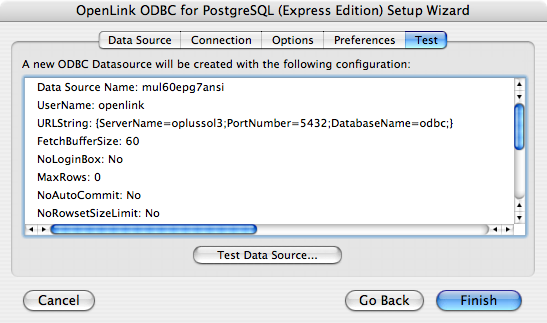 OpenLink ODBC for PostgreSQL (Express Edition) Setup Wizard
Data Source Connection Options Preferences Test
A new ODBC Datasource will be created with the following configuration:
Data Source Name: mul60epg7ansi
UserName: openlink
URLString: {ServerName=oplussol3;PortNumber=5432;DatabaseName=odbc;}
FetchBufferSize: 60
NoLoginBox: No
MaxRows: 0
NoAutoCommit: No
NoRowsetSizeLimit: No
Test Data Source...
Cancel Go Back Finish